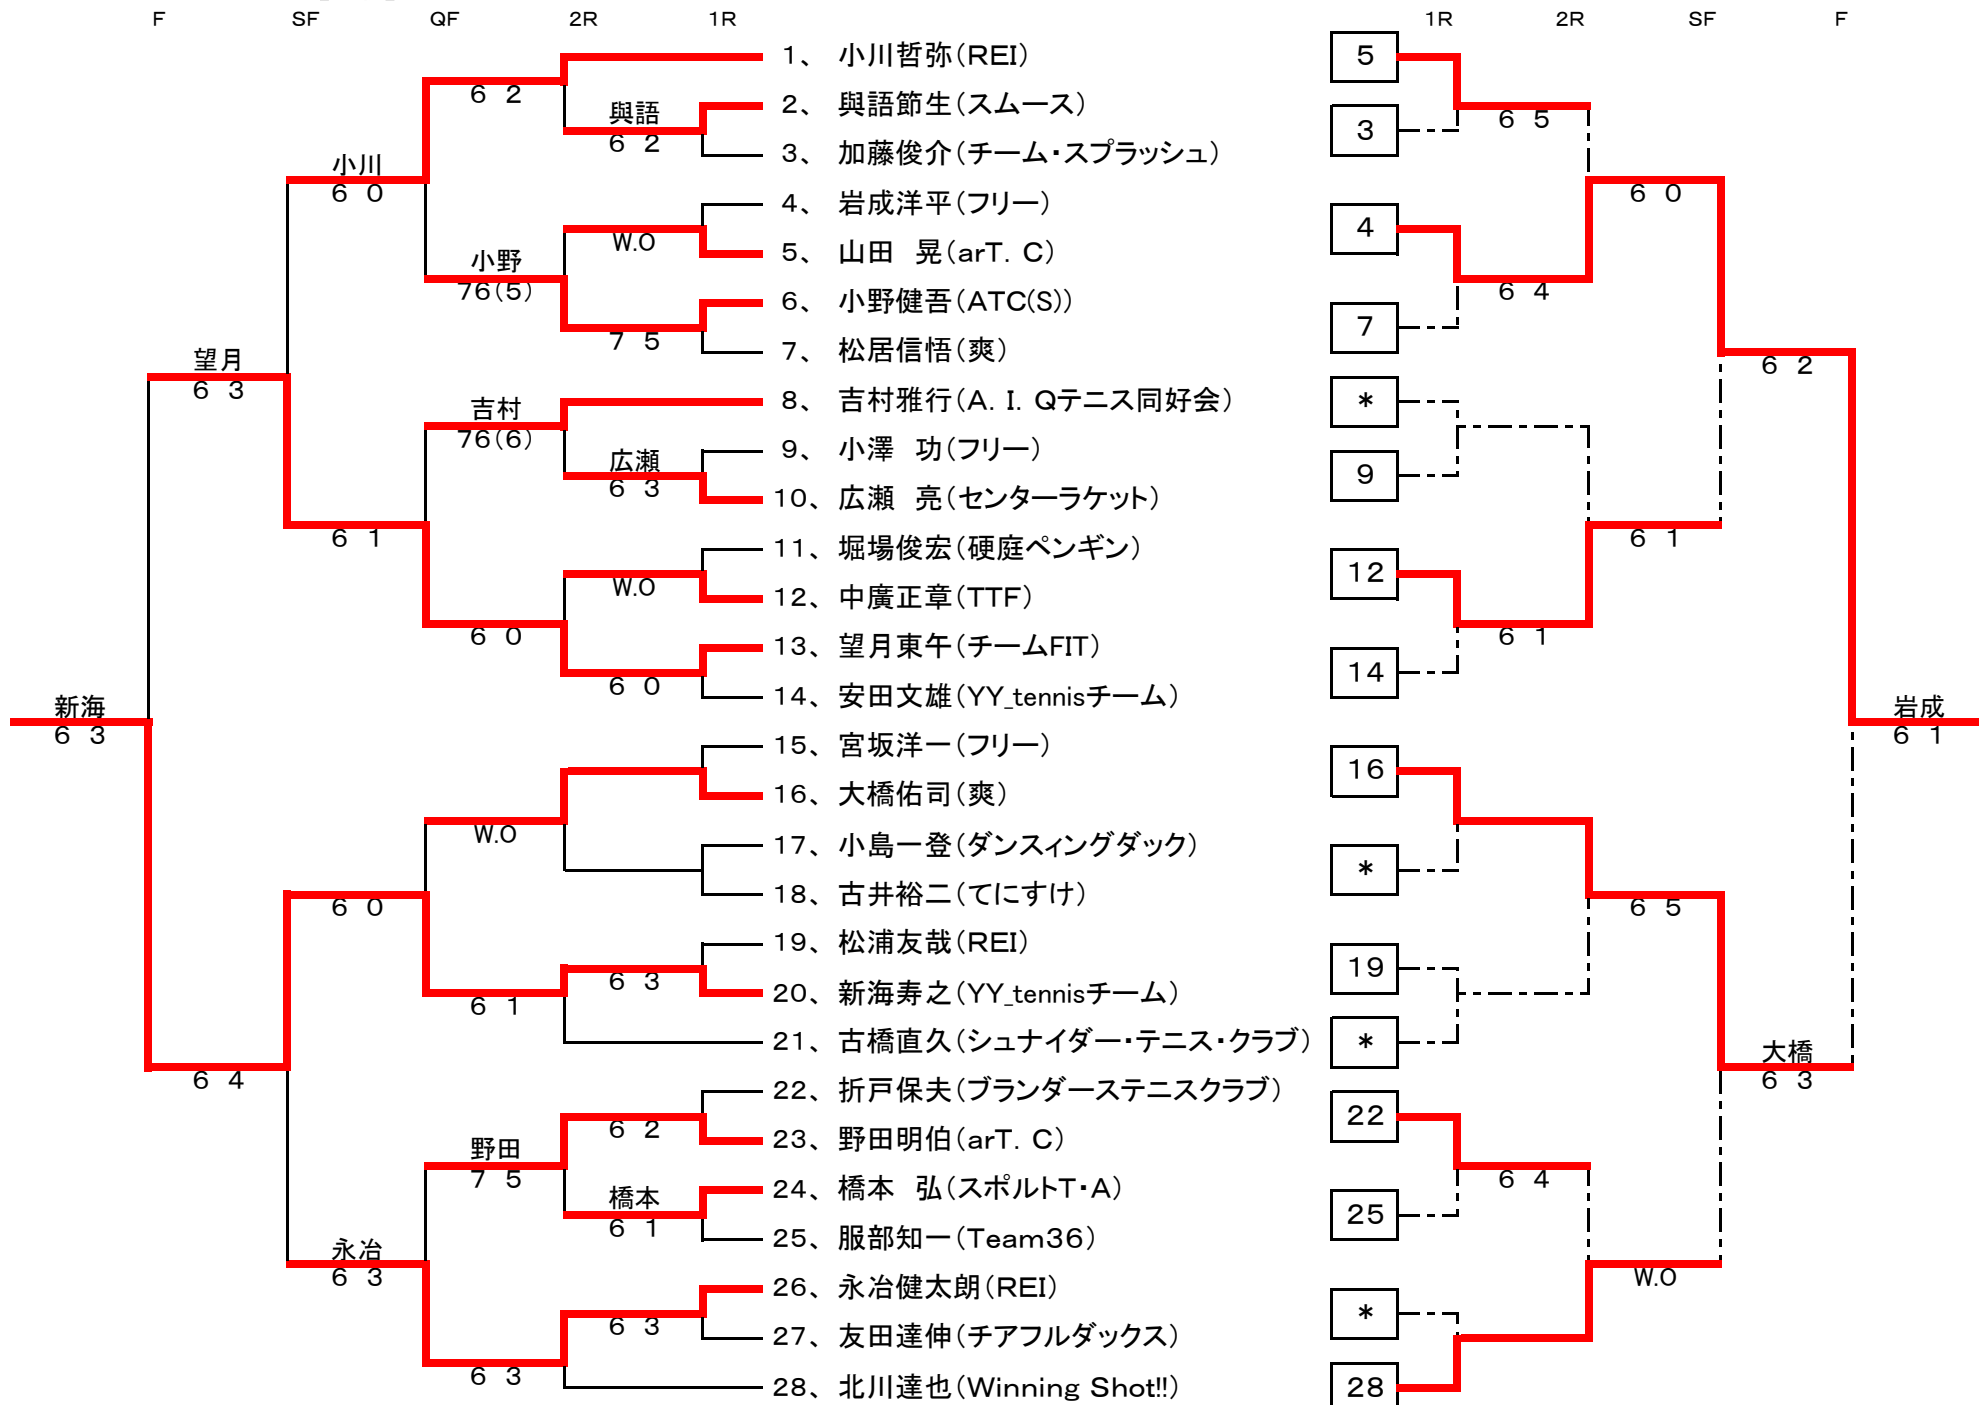 F SF QF 2R 1R 1R 2R SF F
1、 小川哲弥(REI) 5
6 2
與語 2、 與語節生(スムース) 6 5
6 2 3
3、 加藤俊介(チーム・スプラッシュ)
小川
6 0 6 0
4、 岩成洋平(フリー) 4
W.O
5、 山田 晃(arT. C)
小野
76(5) 6 4
6、 小野健吾(ATC(S))
7 5 7
7、 松居信悟(爽)
望月
6 3 6 2
8、 吉村雅行(A. I. Qテニス同好会) *
吉村
76(6)
9、 小澤 功(フリー)
広瀬 9
6 3
10、 広瀬 亮(センターラケット)
6 1 6 1
11、 堀場俊宏(硬庭ペンギン)
W.O 12
12、 中廣正章(TTF)
6 0 6 1
13、 望月東午(チームFIT)
6 0 14
14、 安田文雄(YY_tennisチーム)
新海 岩成
6 3 6 1
15、 宮坂洋一(フリー)
16
16、 大橋佑司(爽)
W.O
17、 小島一登(ダンスィングダック)
*
18、 古井裕二(てにすけ)
6 0 6 5
19、 松浦友哉(REI)
6 3 19
20、 新海寿之(YY_tennisチーム)
6 1
21、 古橋直久(シュナイダー・テニス・クラブ) *
大橋
6 4 6 3
22、 折戸保夫(ブランダーステニスクラブ)
6 2 22
23、 野田明伯(arT. C)
野田
7 5 6 4
24、 橋本 弘(スポルトT・A)
橋本
6 1 25
25、 服部知一(Team36)
永冶
6 3 W.O
26、 永冶健太朗(REI)
6 3 *
27、 友田達伸(チアフルダックス)
6 3
28、 北川達也(Winning Shot!!) 28